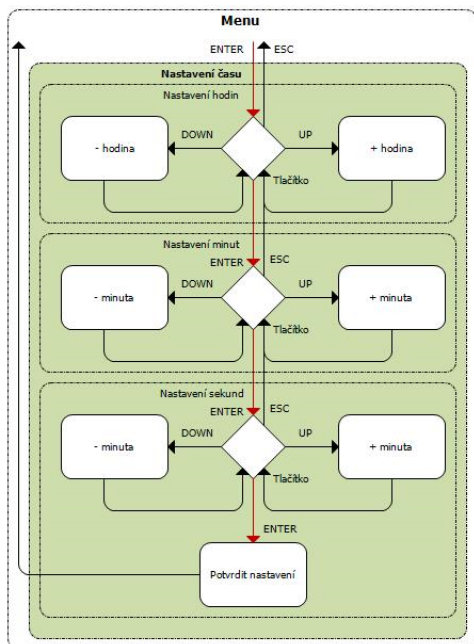 Menu
ENTER
ESC
Nastavení času
Nastavení hodin
- hodina
DOWN
UP
+ hodina
Tlačítko
Nastavení minut
ENTER
ESC
- minuta
DOWN
UP
+ minuta
Tlačítko
Nastavení sekund
ENTER
ESC
- minuta
DOWN
UP
+ minuta
Tlačítko
ENTER
Potvrdit nastavení